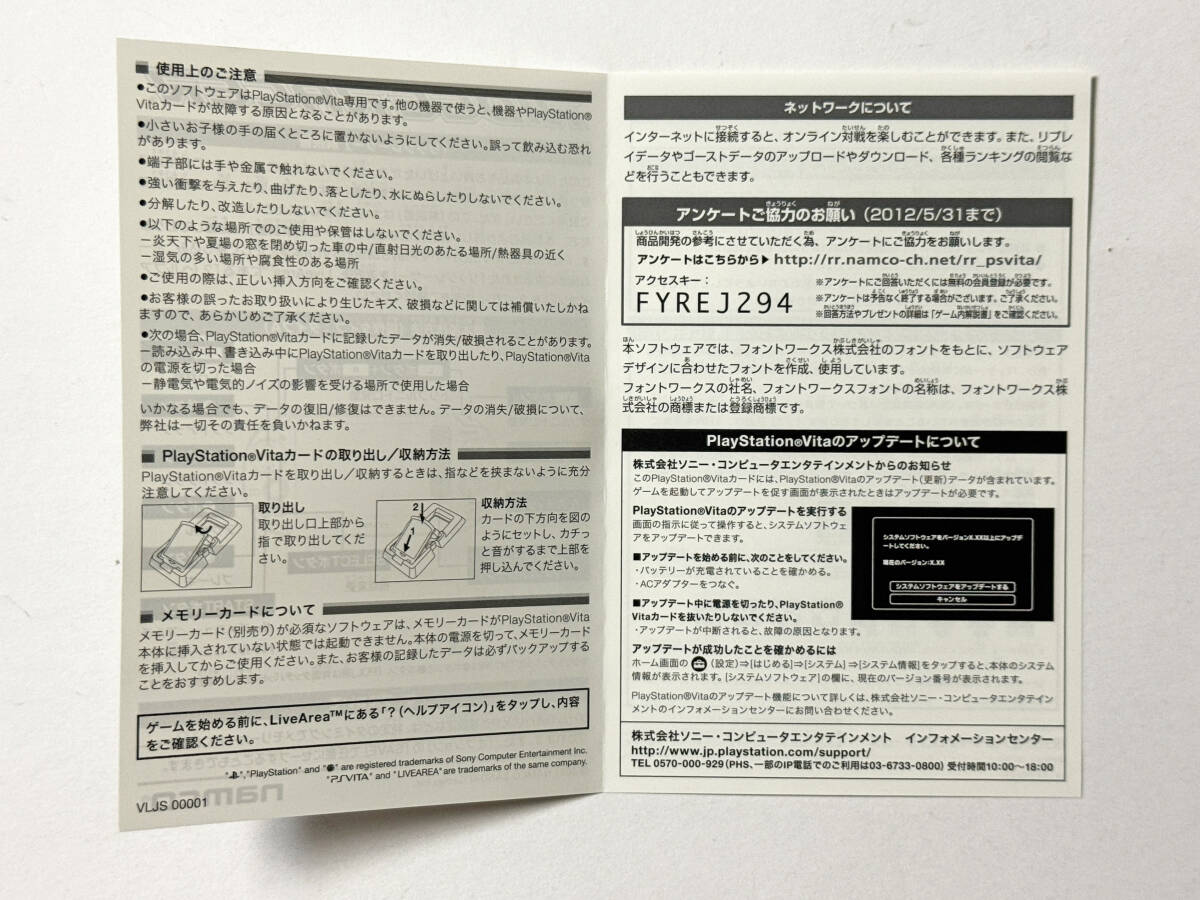 ■ 使用上のご注意
●このソフトウェアはPlayStation®Vita専用です。他の機器で使うと、機器やPlayStation®
Vitaカードが故障する原因となることがあります。
●小さいお子様の手の届くところに置かないようにしてください。誤って飲み込む恐れ
があります。
●端子部には手や金属で触れないでください。
●強い衝撃を与えたり、曲げたり、落としたり、水にぬらしたりしないでください。
●分解したり、改造したりしないでください。
●以下のような場所でのご使用や保管はしないでください。
－炎天下や夏場の窓を閉め切った車の中/直射日光のあたる場所/熱器具の近く
－湿気の多い場所や腐食性のある場所
●ご使用の際は、正しい挿入方向をご確認ください。
●お客様の誤ったお取り扱いにより生じたキズ、破損などに関しては補償いたしかね
ますので、あらかじめご了承ください。
●次の場合、PlayStation®Vitaカードに記録したデータが消失/破損されることがあります。
－読み込み中、書き込み中にPlayStation®Vitaカードを取り出したり、PlayStation®Vita
の電源を切った場合
－静電気や電気的ノイズの影響を受ける場所で使用した場合
いかなる場合でも、データの復旧/修復はできません。データの消失/破損について、
弊社は一切その責任を負いかねます。
■ PlayStation®Vitaカードの取り出し／収納方法
PlayStation®Vitaカードを取り出し／収納するときは、指などを挟まないように充分
注意してください。
取り出し
取り出し口上部から
指で取り出してくだ
さい。
2
1
収納方法
カードの下方向を図の
ようにセットし、カチっ
と音がするまで上部を
押し込んでください。
■ メモリーカードについて
メモリーカード（別売り）が必須なソフトウェアは、メモリーカードがPlayStation®Vita
本体に挿入されていない状態では起動できません。本体の電源を切って、メモリーカード
を挿入してからご使用ください。また、お客様の記録したデータは必ずバックアップする
ことをおすすめします。
ゲームを始める前に、LiveArea™にある「？（ヘルプアイコン）」をタップし、内容
をご確認ください。
" ", "PlayStation" and " " are registered trademarks of Sony Computer Entertainment Inc.
"PSVITA" and "LIVEAREA" are trademarks of the same company.
VLJS 00001
ネットワークについて
インターネットに接続すると、オンライン対戦を楽しむことができます。また、リプレ
イデータやゴーストデータのアップロードやダウンロード、各種ランキングの閲覧な
どを行うこともできます。
アンケートご協力のお願い（2012/5/31まで）
商品開発の参考にさせていただく為、アンケートにご協力をお願いします。
アンケートはこちらから▶ http://rr.namco-ch.net/rr_psvita/
アクセスキー：
FYREJ294
※アンケートにご回答いただくには無料の会員登録が必要です。
※アンケートは予告なく終了する場合がございます。ご了承ください。
※回答方法やプレゼントの詳細は「ゲーム内解説書」をご確認ください。
本ソフトウェアでは、フォントワークス株式会社のフォントをもとに、ソフトウェア
デザインに合わせたフォントを作成、使用しています。
フォントワークスの社名、フォントワークスフォントの名称は、フォントワークス株
式会社の商標または登録商標です。
PlayStation®Vitaのアップデートについて
株式会社ソニー・コンピュータエンタテインメントからのお知らせ
このPlayStation®Vitaカードには、PlayStation®Vitaのアップデート（更新）データが含まれています。
ゲームを起動してアップデートを促す画面が表示されたときはアップデートが必要です。
PlayStation®Vitaのアップデートを実行する
画面の指示に従って操作すると、システムソフトウェ
アをアップデートできます。
■アップデートを始める前に、次のことをしてください。
・バッテリーが充電されていることを確かめる。
・ACアダプターをつなぐ。
■アップデート中に電源を切ったり、PlayStation®
Vitaカードを抜いたりしないでください。
・アップデートが中断されると、故障の原因となります。
システムソフトウェアをバージョンX.XX以上にアップデ
ートしてください。
現在のバージョン：X.XX
システムソフトウェアをアップデートする
キャンセル
アップデートが成功したことを確かめるには
ホーム画面の （設定）⇒[はじめる]⇒[システム] ⇒[システム情報]をタップすると、本体のシステム
情報が表示されます。[システムソフトウェア]の欄に、現在のバージョン番号が表示されます。
PlayStation®Vitaのアップデート機能について詳しくは、株式会社ソニー・コンピュータエンタテイン
メントのインフォメーションセンターにお問い合わせください。
株式会社ソニー・コンピュータエンタテインメント　インフォメーションセンター
http://www.jp.playstation.com/support/
TEL 0570-000-929（PHS、一部のIP電話でのご利用は03-6733-0800）受付時間10:00～18:00